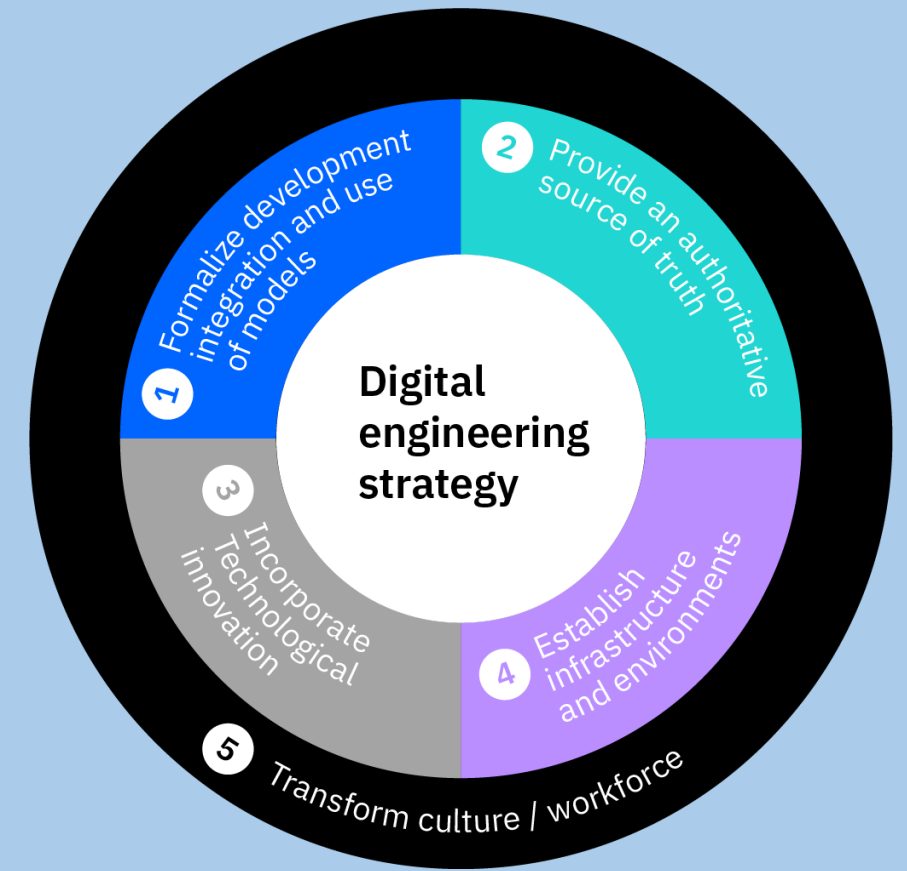 1
Formalize development
integration and use
of models
2
Provide an authoritative
source of truth
Digital
engineering
strategy
3
Incorporate
Technological
innovation
4
Establish
infrastructure
and environments
5
Transform culture / workforce